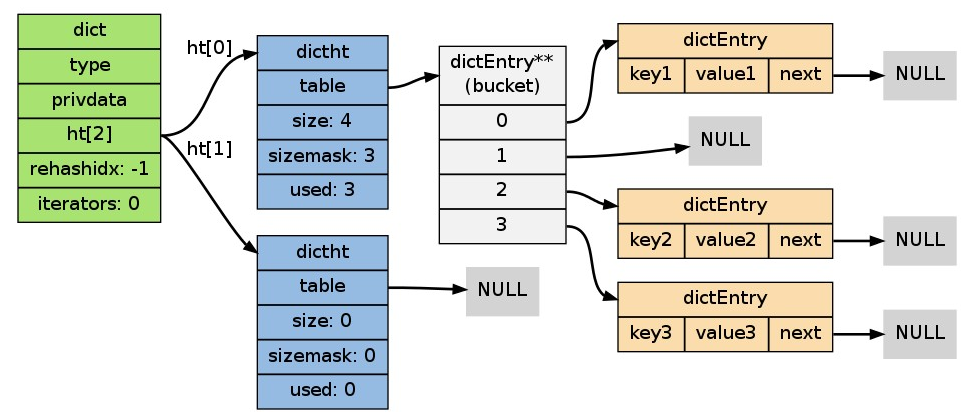 dict
type
privdata
ht[2]
rehashidx: -1
iterators: 0
ht[0]
ht[1]
dictht
table
size: 4
sizemask: 3
used: 3
dictht
table
size: 0
sizemask: 0
used: 0
dictEntry**
(bucket)
0
1
2
3
NULL
dictEntry
key1 value1 next
NULL
NULL
dictEntry
key2 value2 next
NULL
dictEntry
key3 value3 next
NULL